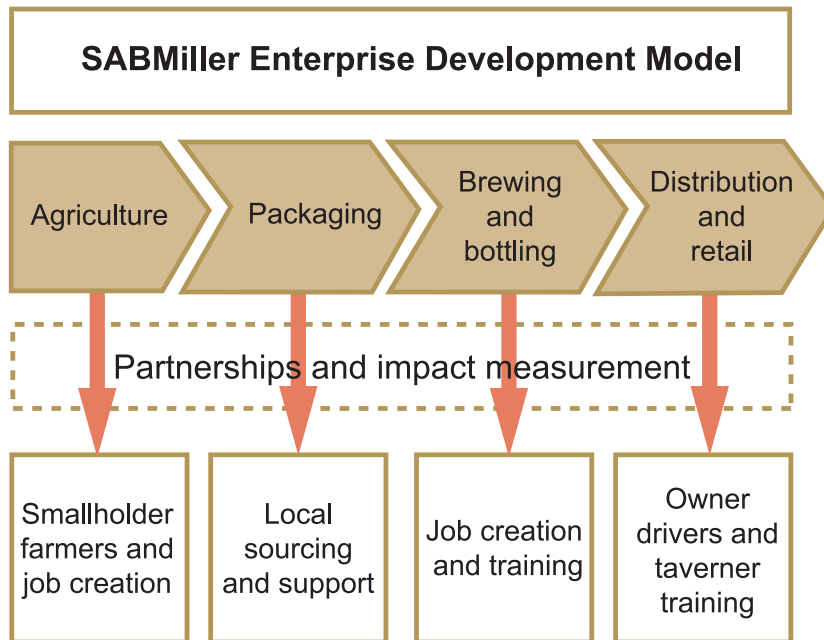 SABMiller Enterprise Development Model
Agriculture
Packaging
Brewing
and
bottling
Distribution
and
retail
Partnerships and impact measurement
Smallholder
farmers and
job creation
Local
sourcing
and support
Job creation
and training
Owner
drivers and
taverner
training